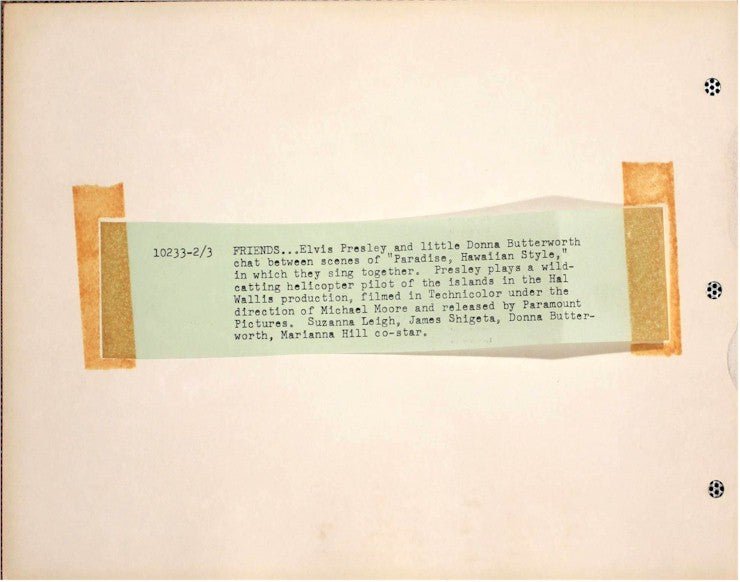 10233-2/3 FRIENDS...Elvis Presley and little Donna Butterworth
chat between scenes of "Paradise, Hawaiian Style,"
in which they sing together. Presley plays a wild-
catting helicopter pilot of the islands in the Hal
Wallis production, filmed in Technicolor under the
direction of Michael Moore and released by Paramount
Pictures. Suzanna Leigh, James Shigeta, Donna Butter-
worth, Marianna Hill co-star.